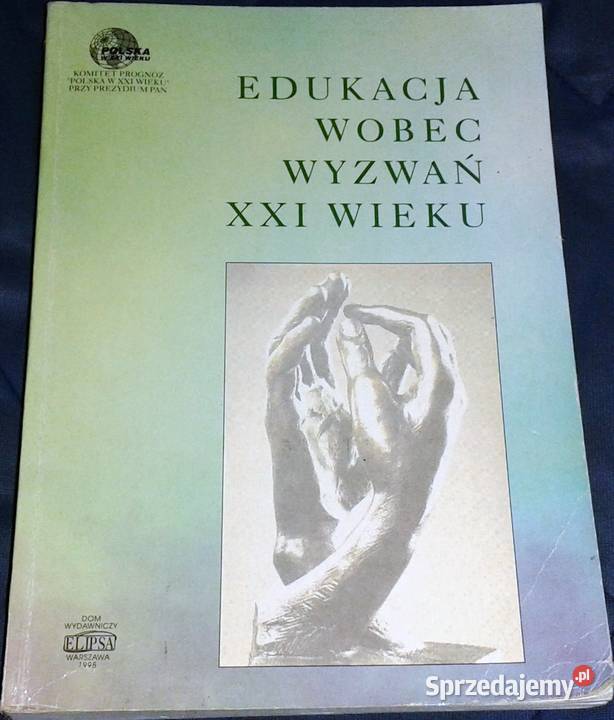 POLSKA
W XXI WIEKU
KOMITET PROGNOZ
"POLSKA W XXI WIEKU"
PRZY PREZYDIUM PAN
EDUKACJA
WOBEC
WYZWAŃ
XXI WIEKU
DOM
WYDAWNICZY
ELIPSA
WARSZAWA
1998
Sprzedajemy.pl